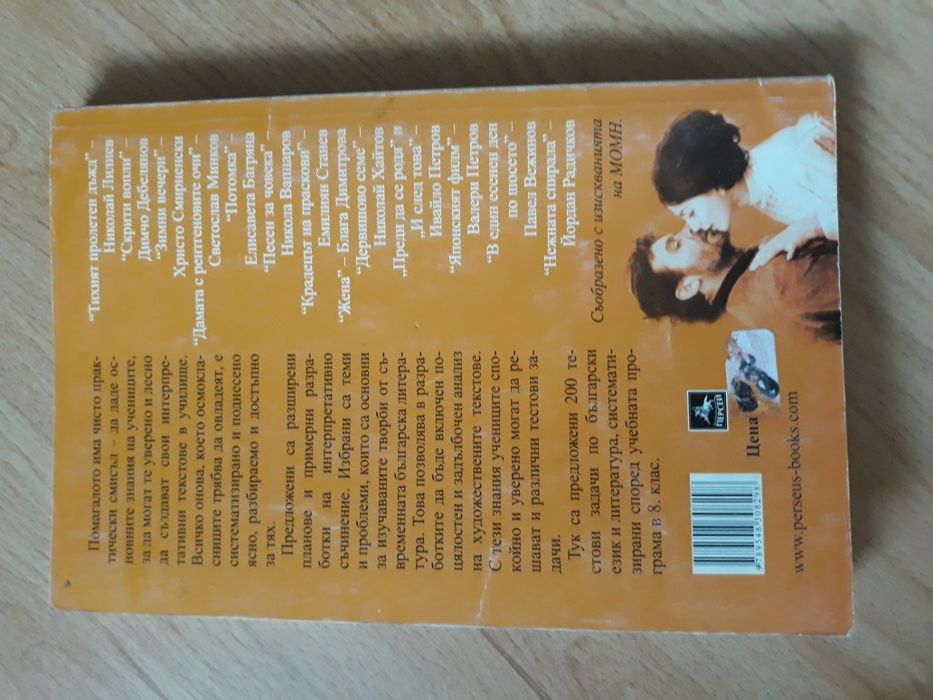 Помагалото има чисто прак-
тически смисъл – да даде ос-
новните знания на учениците,
за да могат те уверено и лесно
да създават свои интерпре-
тативни текстове в училище.
Всичко онова, което осмокла-
сниците трябва да овладеят, е
систематизирано и поднесено
ясно, разбираемо и достъпно
за тях.
Предложени са разширени
планове и примерни разра-
ботки на интерпретативно
съчинение. Избрани са теми
и проблеми, които са основни
за изучаваните творби от съ-
временната българска литера-
тура. Това позволява в разра-
ботките да бъде включен по-
цялостен и задълбочен анализ
на художествените текстове.
С тези знания учениците спо-
койно и уверено могат да ре-
шават и различни тестови за-
дачи.
Тук са предложени 200 те-
стови задачи по български
език и литература, системати-
зирани според учебната про-
грама в 8. клас.
“Тихият пролетен дъжд” –
Николай Лилиев
“Скрити вопли” –
Димчо Дебелянов
“Зимни вечери” –
Христо Смирненски
“Дамата с рентгеновите очи” –
Светослав Минков
“Потомка” –
Елисавета Багряна
“Песен за човека” –
Никола Вапцаров
“Крадецът на праскови” –
Емилиян Станев
“Жена” – Блага Димитрова
“Дервишово семе” –
Николай Хайтов
„Преди да се родя” и
„И след това” –
Ивайло Петров
“Японският филм” –
Валери Петров
“В един есенен ден
по шосето” –
Павел Вежинов
“Нежната спирала” –
Йордан Радичков
Съобразено с изискванията
на МОМН.
ПЕРСЕЙ
Цена
www.perseus-books.com